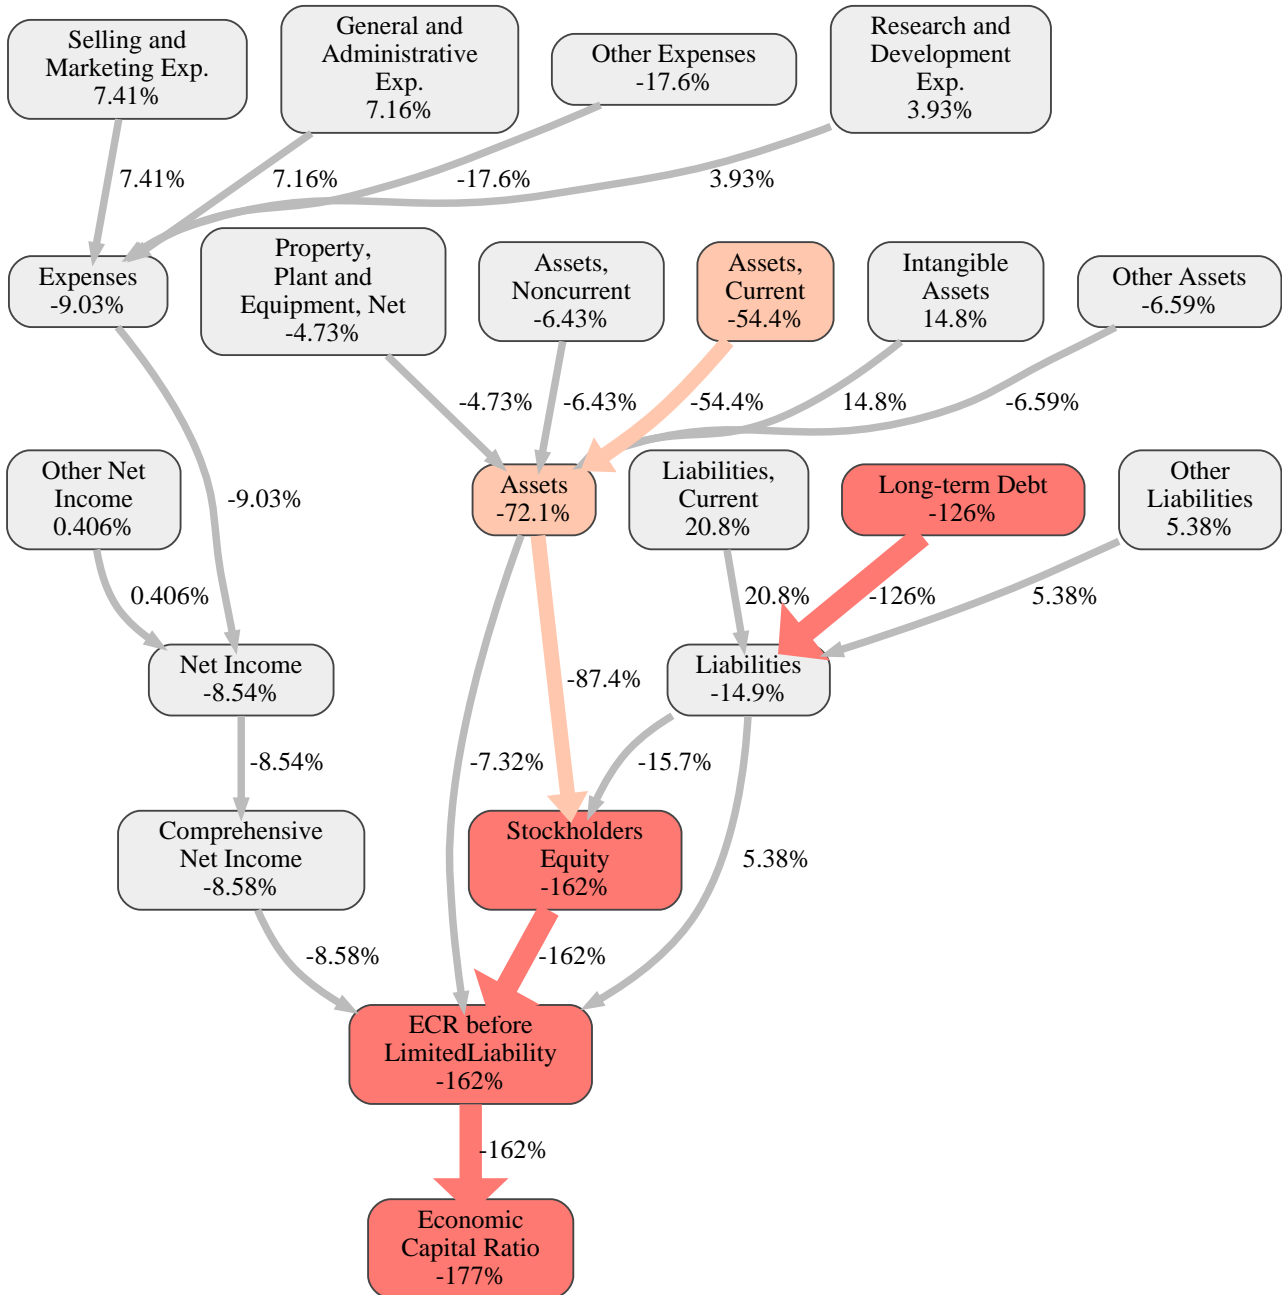 Selling and
Marketing Exp.
7.41%
General and
Administrative
Exp.
7.16%
Other Expenses
-17.6%
Research and
Development
Exp.
3.93%
7.41%
7.16%
-17.6%
3.93%
Expenses
-9.03%
Property,
Plant and
Equipment, Net
-4.73%
Assets,
Noncurrent
-6.43%
Assets,
Current
-54.4%
Intangible
Assets
14.8%
Other Assets
-6.59%
-4.73%
-6.43%
-54.4%
14.8%
-6.59%
Other Net
Income
0.406%
-9.03%
Assets
-72.1%
Liabilities,
Current
20.8%
Long-term Debt
-126%
Other
Liabilities
5.38%
0.406%
20.8%
-126%
5.38%
Net Income
-8.54%
-87.4%
Liabilities
-14.9%
-8.54%
-7.32%
-15.7%
Comprehensive
Net Income
-8.58%
Stockholders
Equity
-162%
5.38%
-8.58%
-162%
ECR before
LimitedLiability
-162%
-162%
Economic
Capital Ratio
-177%